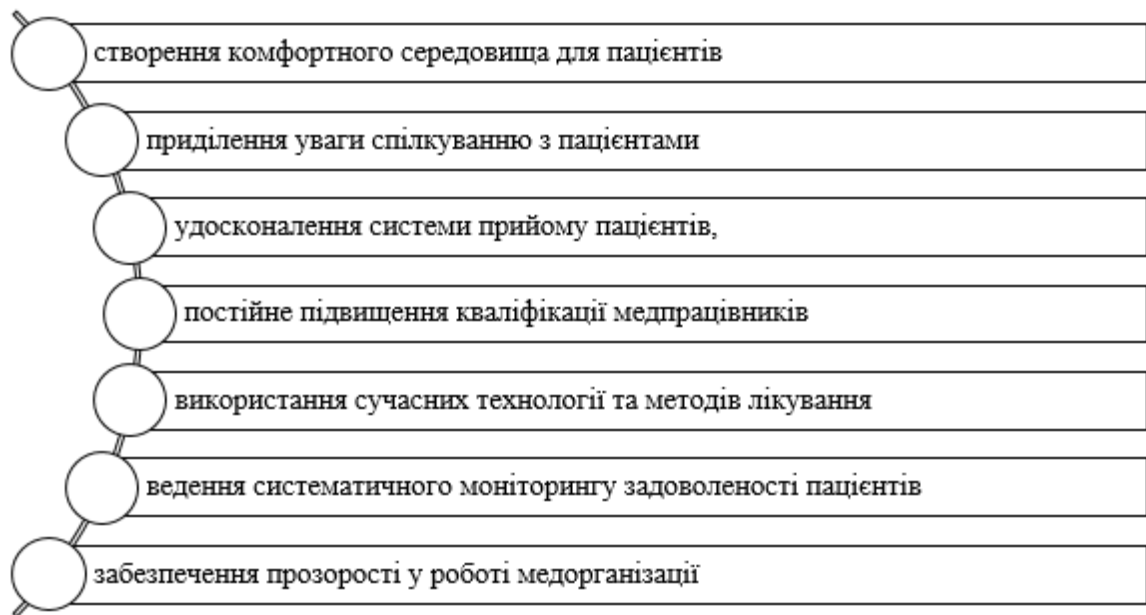 створення комфортного середовища для пацієнтів
приділення уваги спілкуванню з пацієнтами
удосконалення системи прийому пацієнтів,
постійне підвищення кваліфікації медпрацівників
використання сучасних технології та методів лікування
ведення систематичного моніторингу задоволеності пацієнтів
забезпечення прозорості у роботі медорганізації